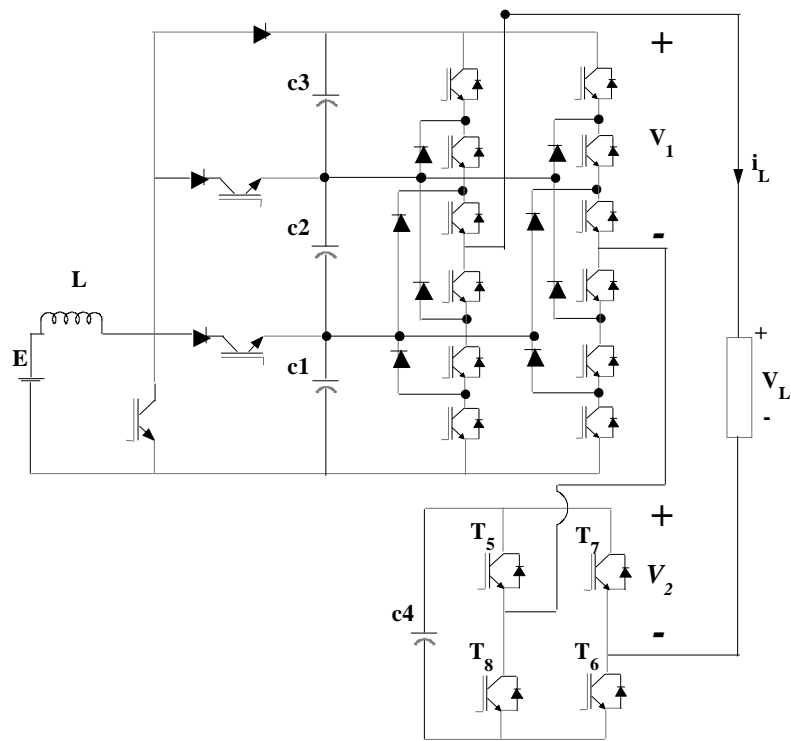 +
c3
V1
iL
c2
-
L
E
c1
+
VL
-
+
T5
T7
V2
c4
-
T8
T6